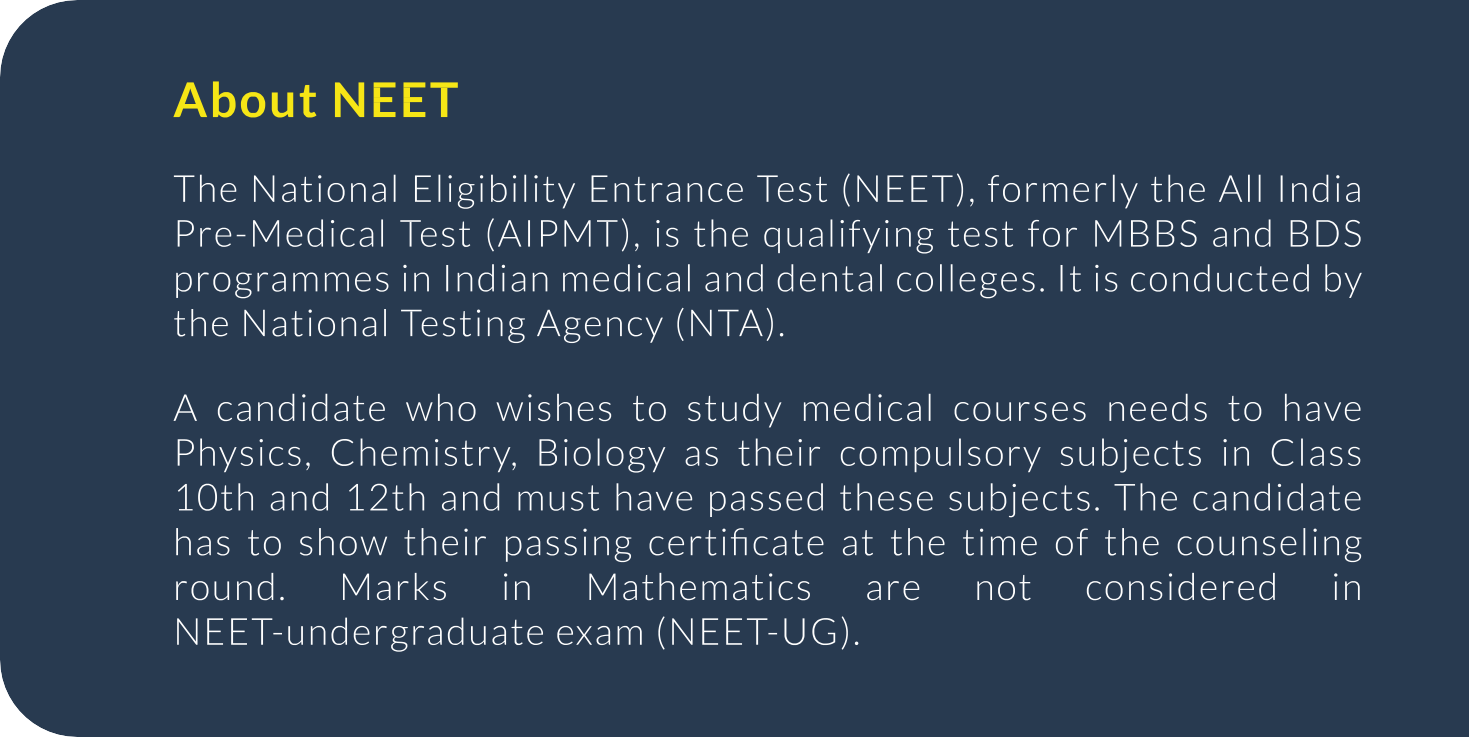 About NEET
The National Eligibility Entrance Test (NEET), formerly the All India
Pre-Medical Test (AIPMT), is the qualifying test for MBBS and BDS
programmes in Indian medical and dental colleges. It is conducted by
the National Testing Agency (NTA).
A candidate who wishes to study medical courses needs to have
Physics, Chemistry, Biology as their compulsory subjects in Class
10th and 12th and must have passed these subjects. The candidate
has to show their passing certificate at the time of the counseling
round. Marks in Mathematics are not considered in
NEET-undergraduate exam (NEET-UG).